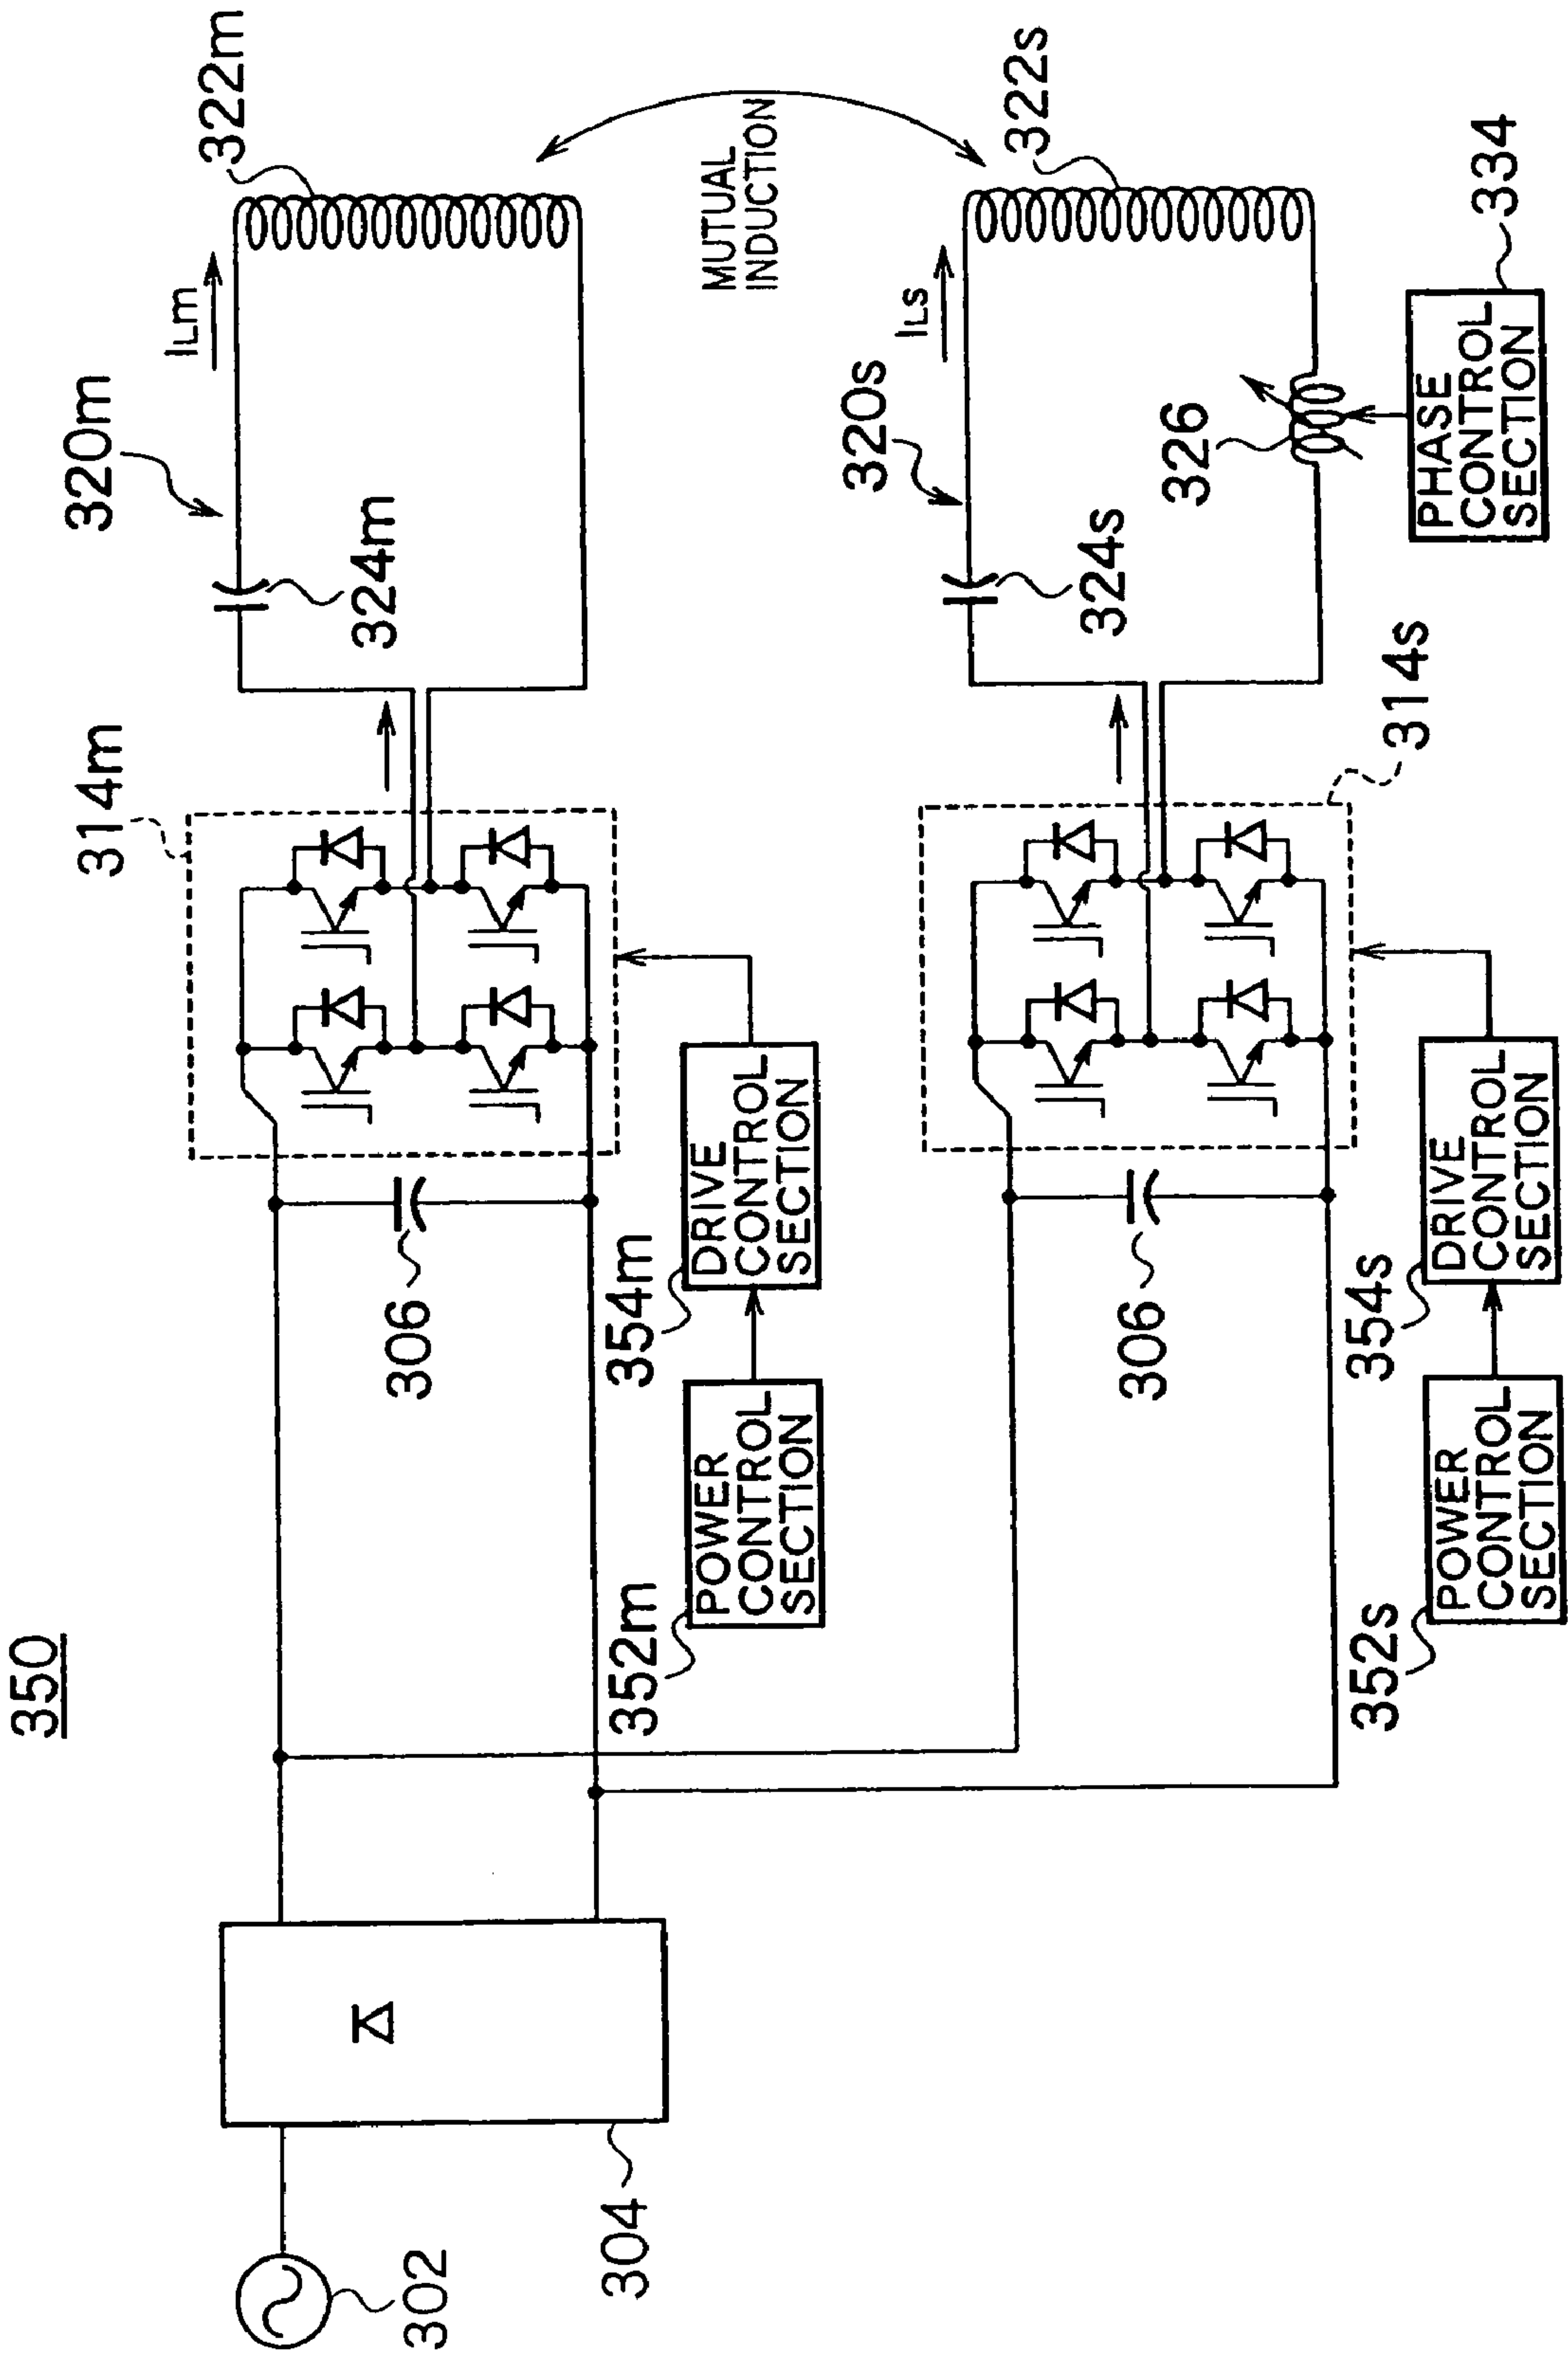 350
302
304
306
352m
POWER
CONTROL
SECTION
354m
DRIVE
CONTROL
SECTION
314m
320m
324m
ILm
322m
MUTUAL
INDUCTION
306
352s
POWER
CONTROL
SECTION
354s
DRIVE
CONTROL
SECTION
314s
320s
324s
ILs
322s
326
PHASE
CONTROL
SECTION
334